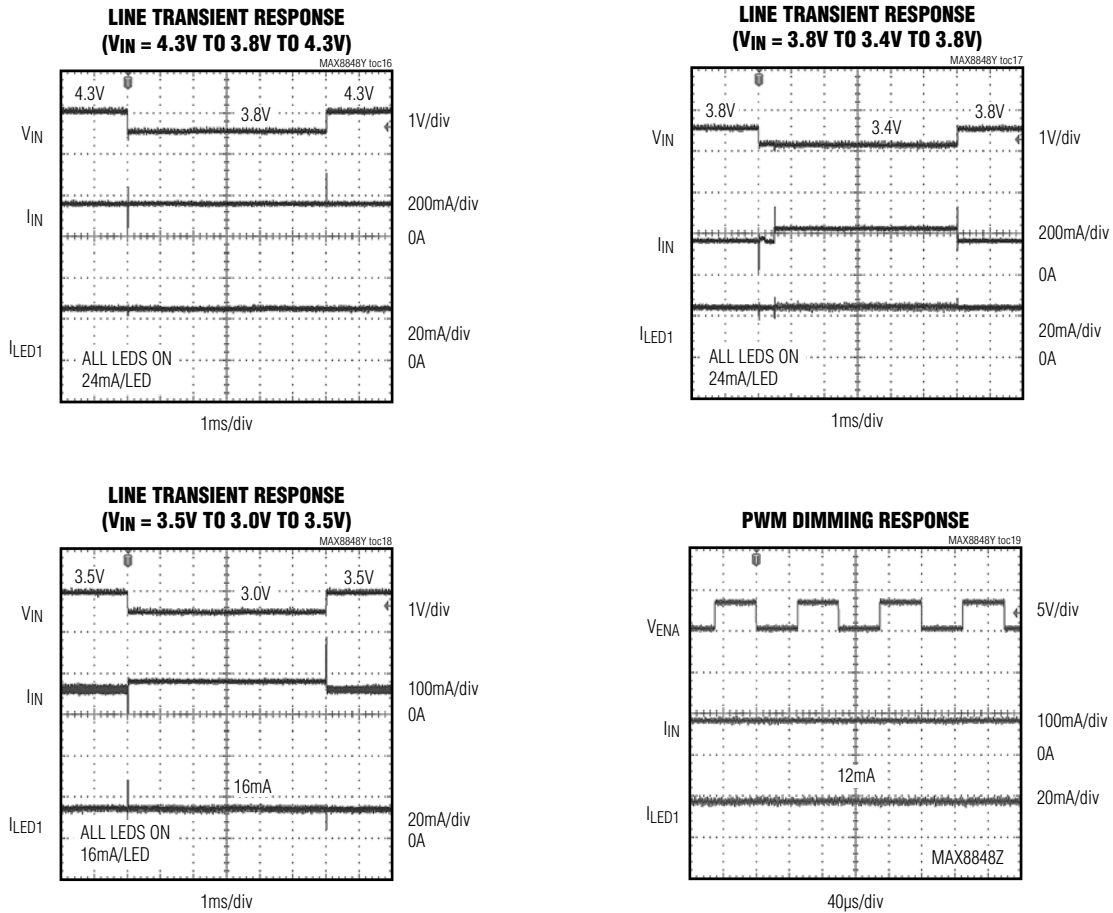 LINE TRANSIENT RESPONSE
(VIN = 4.3V TO 3.8V TO 4.3V)
MAX8848Y toc16
4.3V
3.8V
4.3V
VIN
1V/div
IIN
200mA/div
0A
20mA/div
ILED1
0A
ALL LEDS ON
24mA/LED
1ms/div
LINE TRANSIENT RESPONSE
(VIN = 3.8V TO 3.4V TO 3.8V)
MAX8848Y toc17
3.8V
3.4V
3.8V
VIN
1V/div
IIN
200mA/div
0A
20mA/div
ILED1
0A
ALL LEDS ON
24mA/LED
1ms/div
LINE TRANSIENT RESPONSE
(VIN = 3.5V TO 3.0V TO 3.5V)
MAX8848Y toc18
3.5V
3.0V
3.5V
VIN
1V/div
IIN
100mA/div
0A
16mA
20mA/div
ILED1
0A
ALL LEDS ON
16mA/LED
1ms/div
PWM DIMMING RESPONSE
MAX8848Y toc19
VENA
5V/div
IIN
100mA/div
0A
12mA
20mA/div
ILED1
MAX8848Z
40µs/div